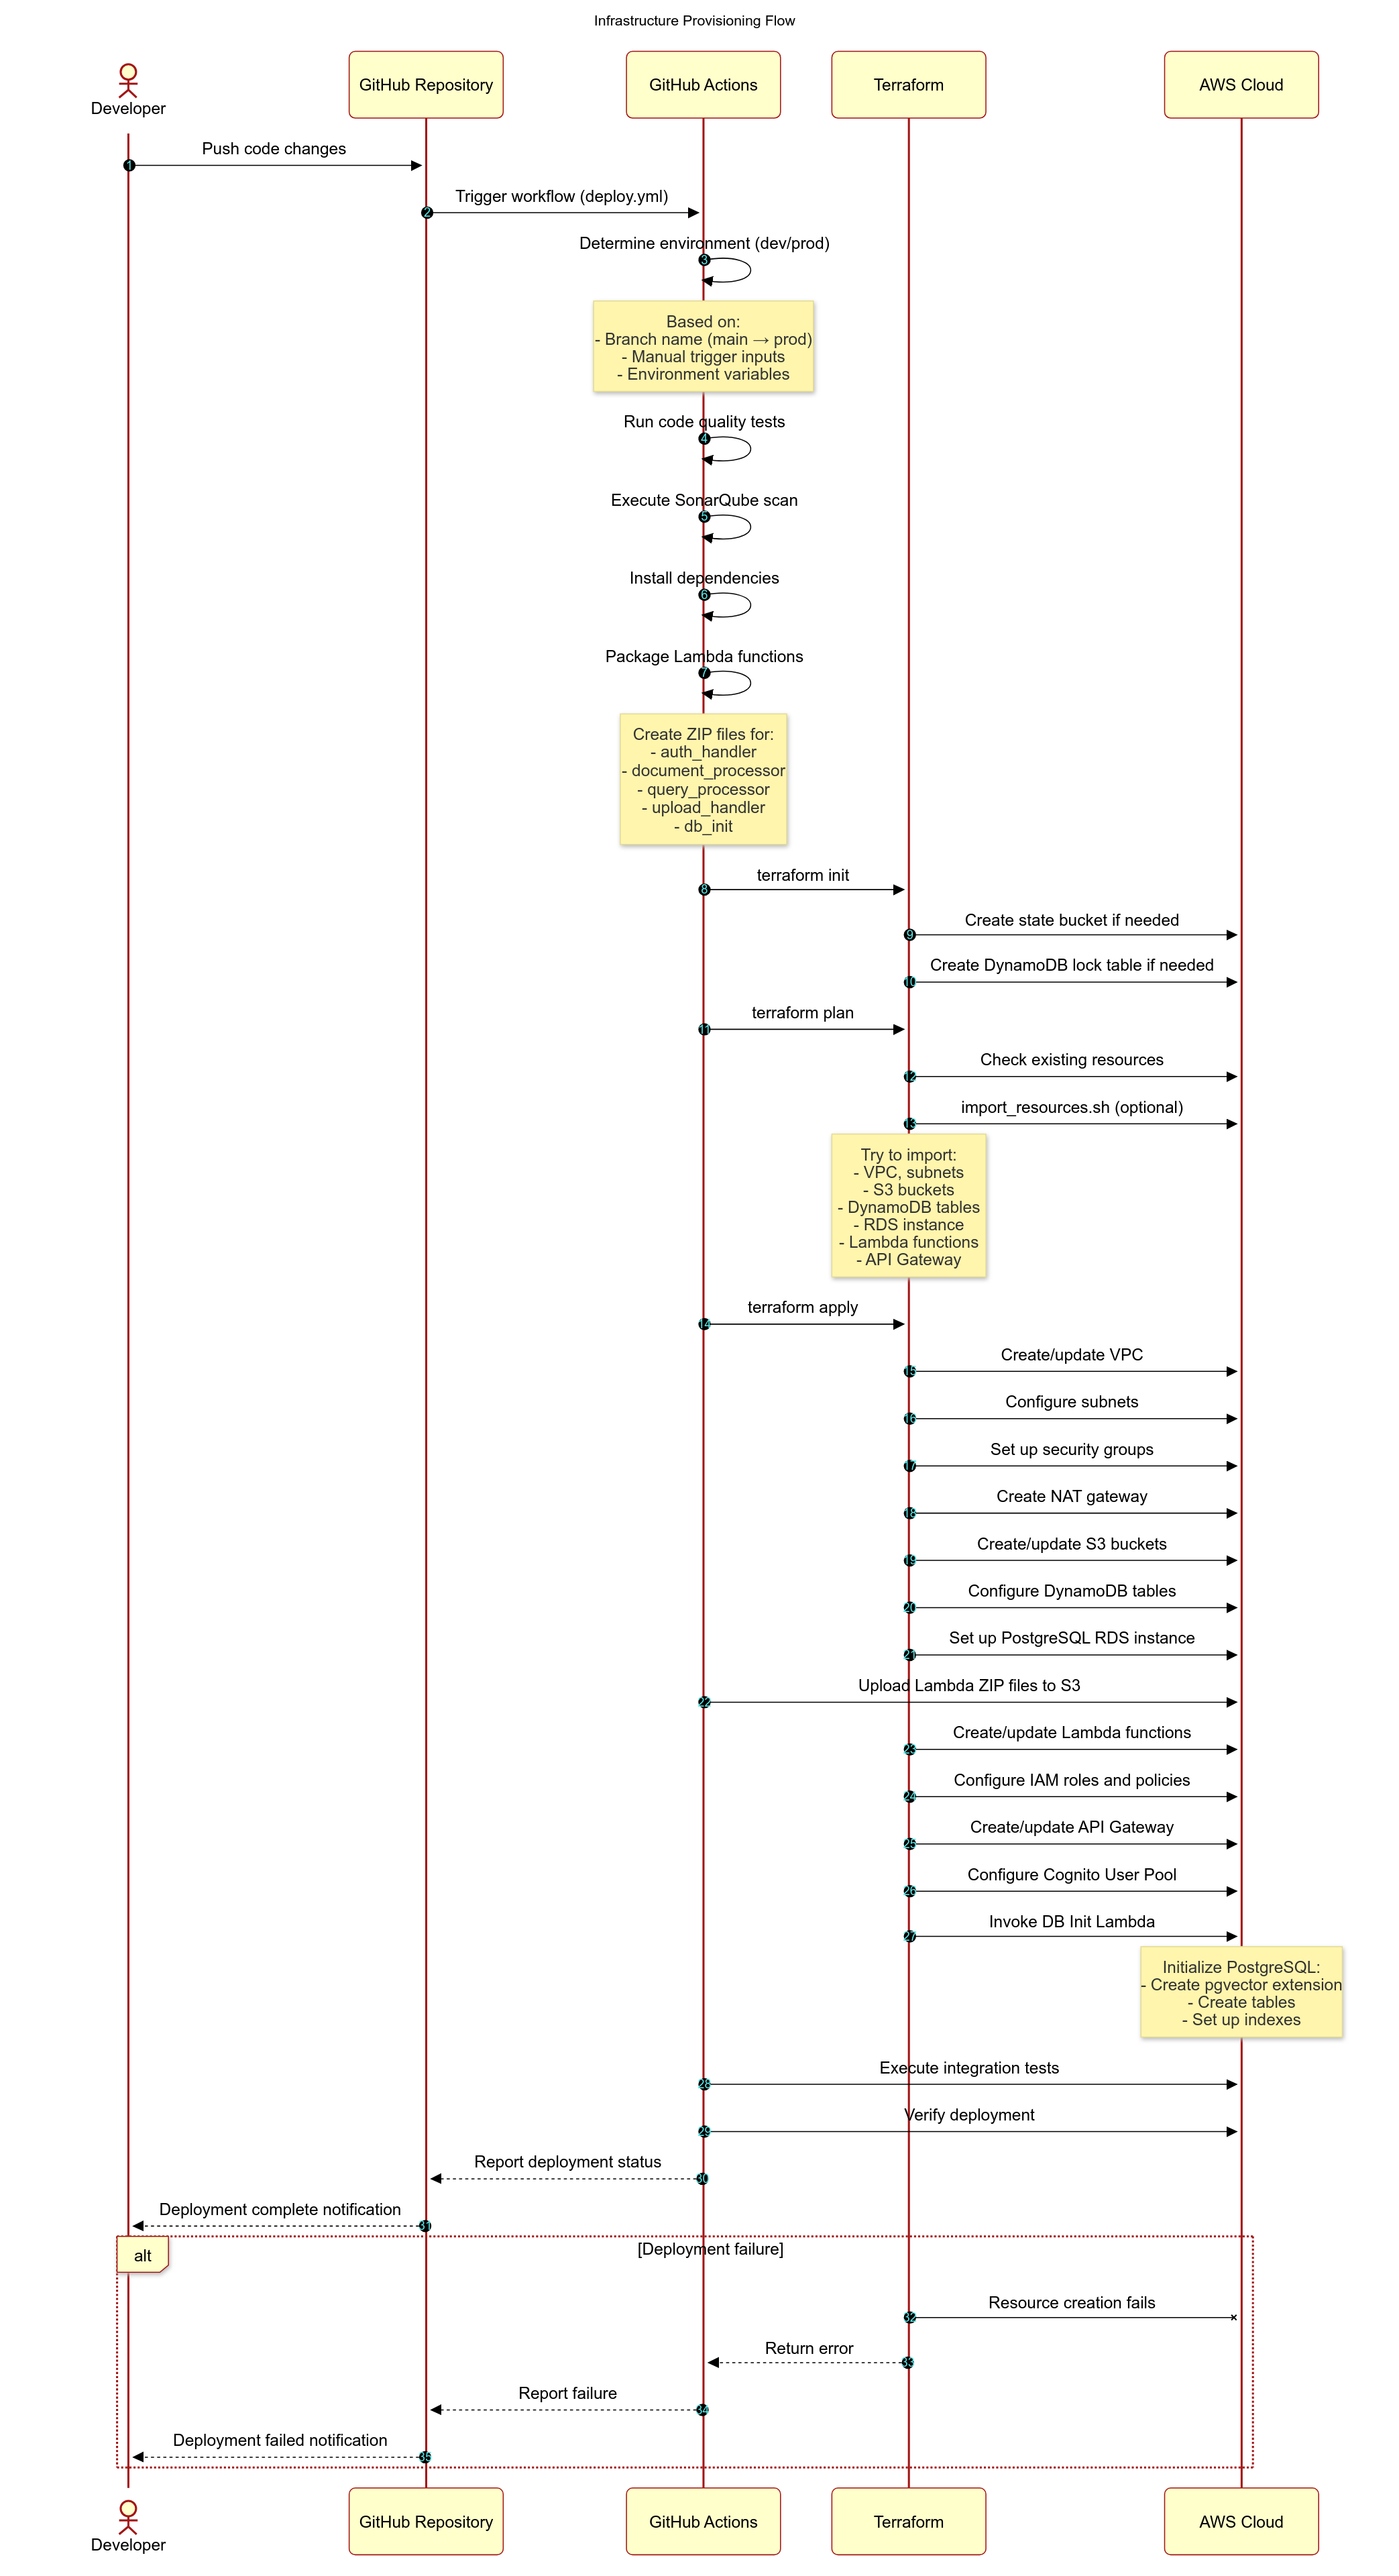 Infrastructure Provisioning Flow
Developer
GitHub Repository
GitHub Actions
Terraform
AWS Cloud
Push code changes
1
Trigger workflow (deploy.yml)
2
Determine environment (dev/prod)
3
Based on:
- Branch name (main → prod)
- Manual trigger inputs
- Environment variables
Run code quality tests
4
Execute SonarQube scan
5
Install dependencies
6
Package Lambda functions
7
Create ZIP files for:
- auth_handler
- document_processor
- query_processor
- upload_handler
- db_init
terraform init
8
Create state bucket if needed
9
Create DynamoDB lock table if needed
10
terraform plan
11
Check existing resources
12
import_resources.sh (optional)
13
Try to import:
- VPC, subnets
- S3 buckets
- DynamoDB tables
- RDS instance
- Lambda functions
- API Gateway
terraform apply
14
Create/update VPC
15
Configure subnets
16
Set up security groups
17
Create NAT gateway
18
Create/update S3 buckets
19
Configure DynamoDB tables
20
Set up PostgreSQL RDS instance
21
Upload Lambda ZIP files to S3
22
Create/update Lambda functions
23
Configure IAM roles and policies
24
Create/update API Gateway
25
Configure Cognito User Pool
26
Invoke DB Init Lambda
27
Initialize PostgreSQL:
- Create pgvector extension
- Create tables
- Set up indexes
Execute integration tests
28
Verify deployment
29
Report deployment status
30
Deployment complete notification
31
alt
[Deployment failure]
Resource creation fails
32
Return error
33
Report failure
34
Deployment failed notification
35
Developer
GitHub Repository
GitHub Actions
Terraform
AWS Cloud